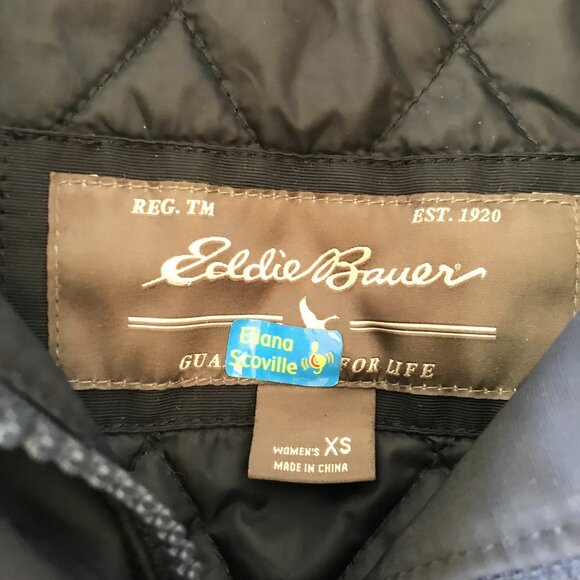 REG. TM
EST. 1920
Eddie Bauer®
Eliana
Scoville
GUA
FOR LIFE
WOMEN'S XS
MADE IN CHINA